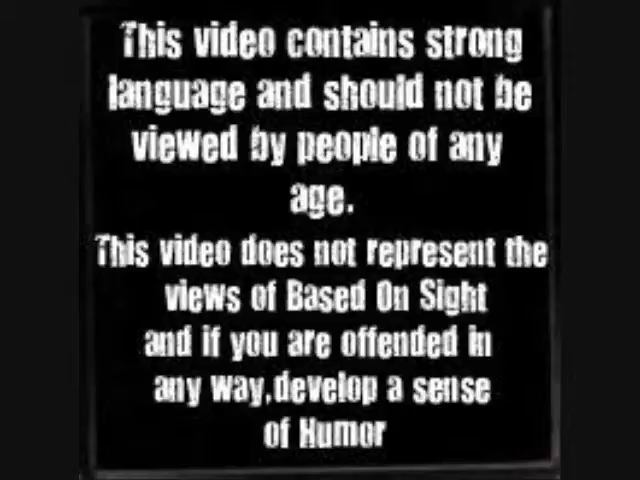 This video contains strong
language and should not be
viewed by people of any
age.
This video does not represent the
views of Based On Sight
and if you are offended in
any way,develop a sense
of Humor